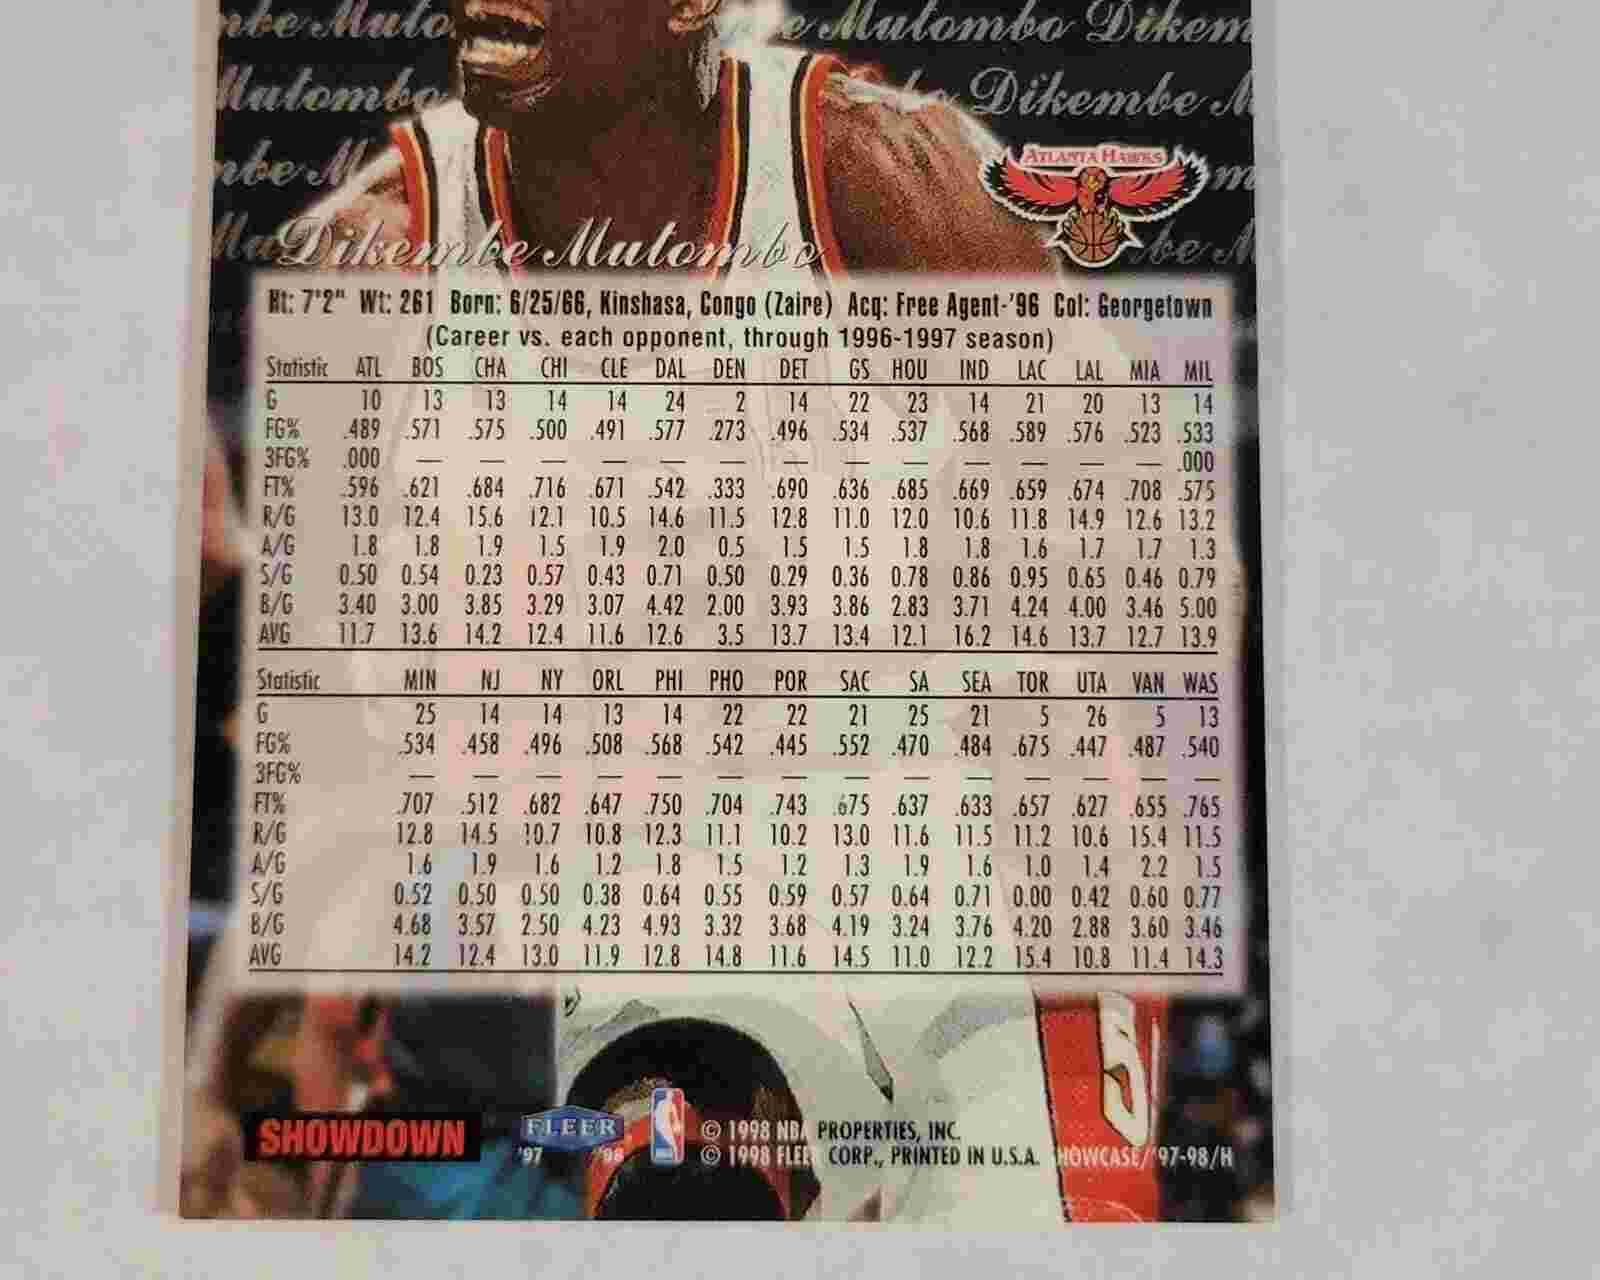 nbe Muto e Mutombo Dikem
Mutombo Dikembe M
mbe M
Mu be M
ATLANTA HAWKS
Dikembe Mutombo
Ht: 7'2" Wt: 261 Born: 6/25/66, Kinshasa, Congo (Zaire) Acq: Free Agent-'96 Col: Georgetown
(Career vs. each opponent, through 1996-1997 season)
Statistic ATL BOS CHA CHI CLE DAL DEN DET GS HOU IND LAC LAL MIA MIL
G 10 13 13 14 14 24 2 14 22 23 14 21 20 13 14
FG% .489 .571 .575 .500 .491 .577 .273 .496 .534 .537 .568 .589 .576 .523 .533
3FG% .000 — — — — — — — — — — — — — .000
FT% .596 .621 .684 .716 .671 .542 .333 .690 .636 .685 .669 .659 .674 .708 .575
R/G 13.0 12.4 15.6 12.1 10.5 14.6 11.5 12.8 11.0 12.0 10.6 11.8 14.9 12.6 13.2
A/G 1.8 1.8 1.9 1.5 1.9 2.0 0.5 1.5 1.5 1.8 1.8 1.6 1.7 1.7 1.3
S/G 0.50 0.54 0.23 0.57 0.43 0.71 0.50 0.29 0.36 0.78 0.86 0.95 0.65 0.46 0.79
B/G 3.40 3.00 3.85 3.29 3.07 4.42 2.00 3.93 3.86 2.83 3.71 4.24 4.00 3.46 5.00
AVG 11.7 13.6 14.2 12.4 11.6 12.6 3.5 13.7 13.4 12.1 16.2 14.6 13.7 12.7 13.9
Statistic MIN NJ NY ORL PHI PHO POR SAC SA SEA TOR UTA VAN WAS
G 25 14 14 13 14 22 22 21 25 21 5 26 5 13
FG% .534 .458 .496 .508 .568 .542 .445 .552 .470 .484 .675 .447 .487 .540
3FG% — — — — — — — — — — — — — —
FT% .707 .512 .682 .647 .750 .704 .743 .675 .637 .633 .657 .627 .655 .765
R/G 12.8 14.5 10.7 10.8 12.3 11.1 10.2 13.0 11.6 11.5 11.2 10.6 15.4 11.5
A/G 1.6 1.9 1.6 1.2 1.8 1.5 1.2 1.3 1.9 1.6 1.0 1.4 2.2 1.5
S/G 0.52 0.50 0.50 0.38 0.64 0.55 0.59 0.57 0.64 0.71 0.00 0.42 0.60 0.77
B/G 4.68 3.57 2.50 4.23 4.93 3.32 3.68 4.19 3.24 3.76 4.20 2.88 3.60 3.46
AVG 14.2 12.4 13.0 11.9 12.8 14.8 11.6 14.5 11.0 12.2 15.4 10.8 11.4 14.3
5
SHOWDOWN
FLEER
'97 '98
© 1998 NBA PROPERTIES, INC.
© 1998 FLEER CORP., PRINTED IN U.S.A. HOWCASE/'97-98/H